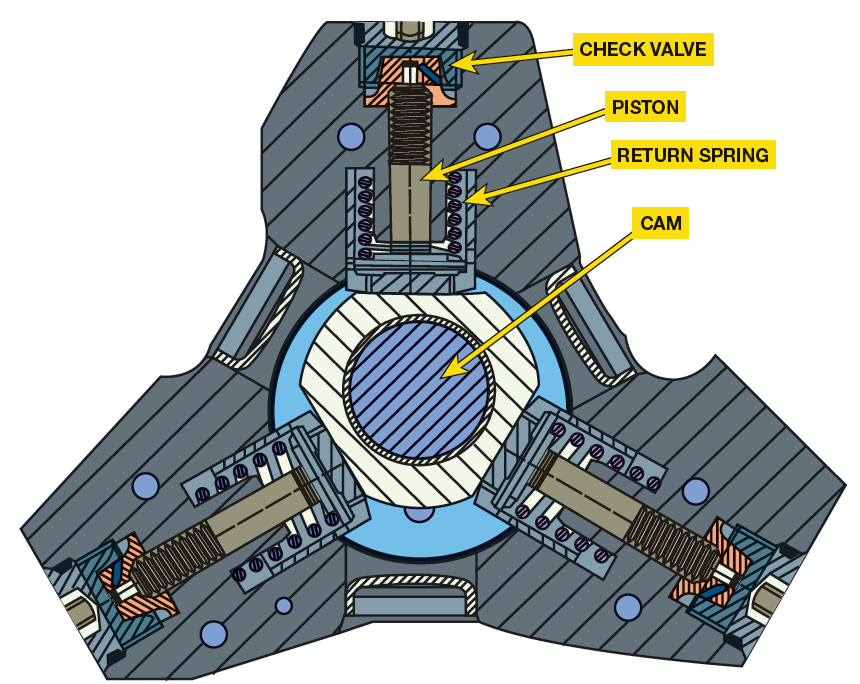 CHECK VALVE
PISTON
RETURN SPRING
CAM